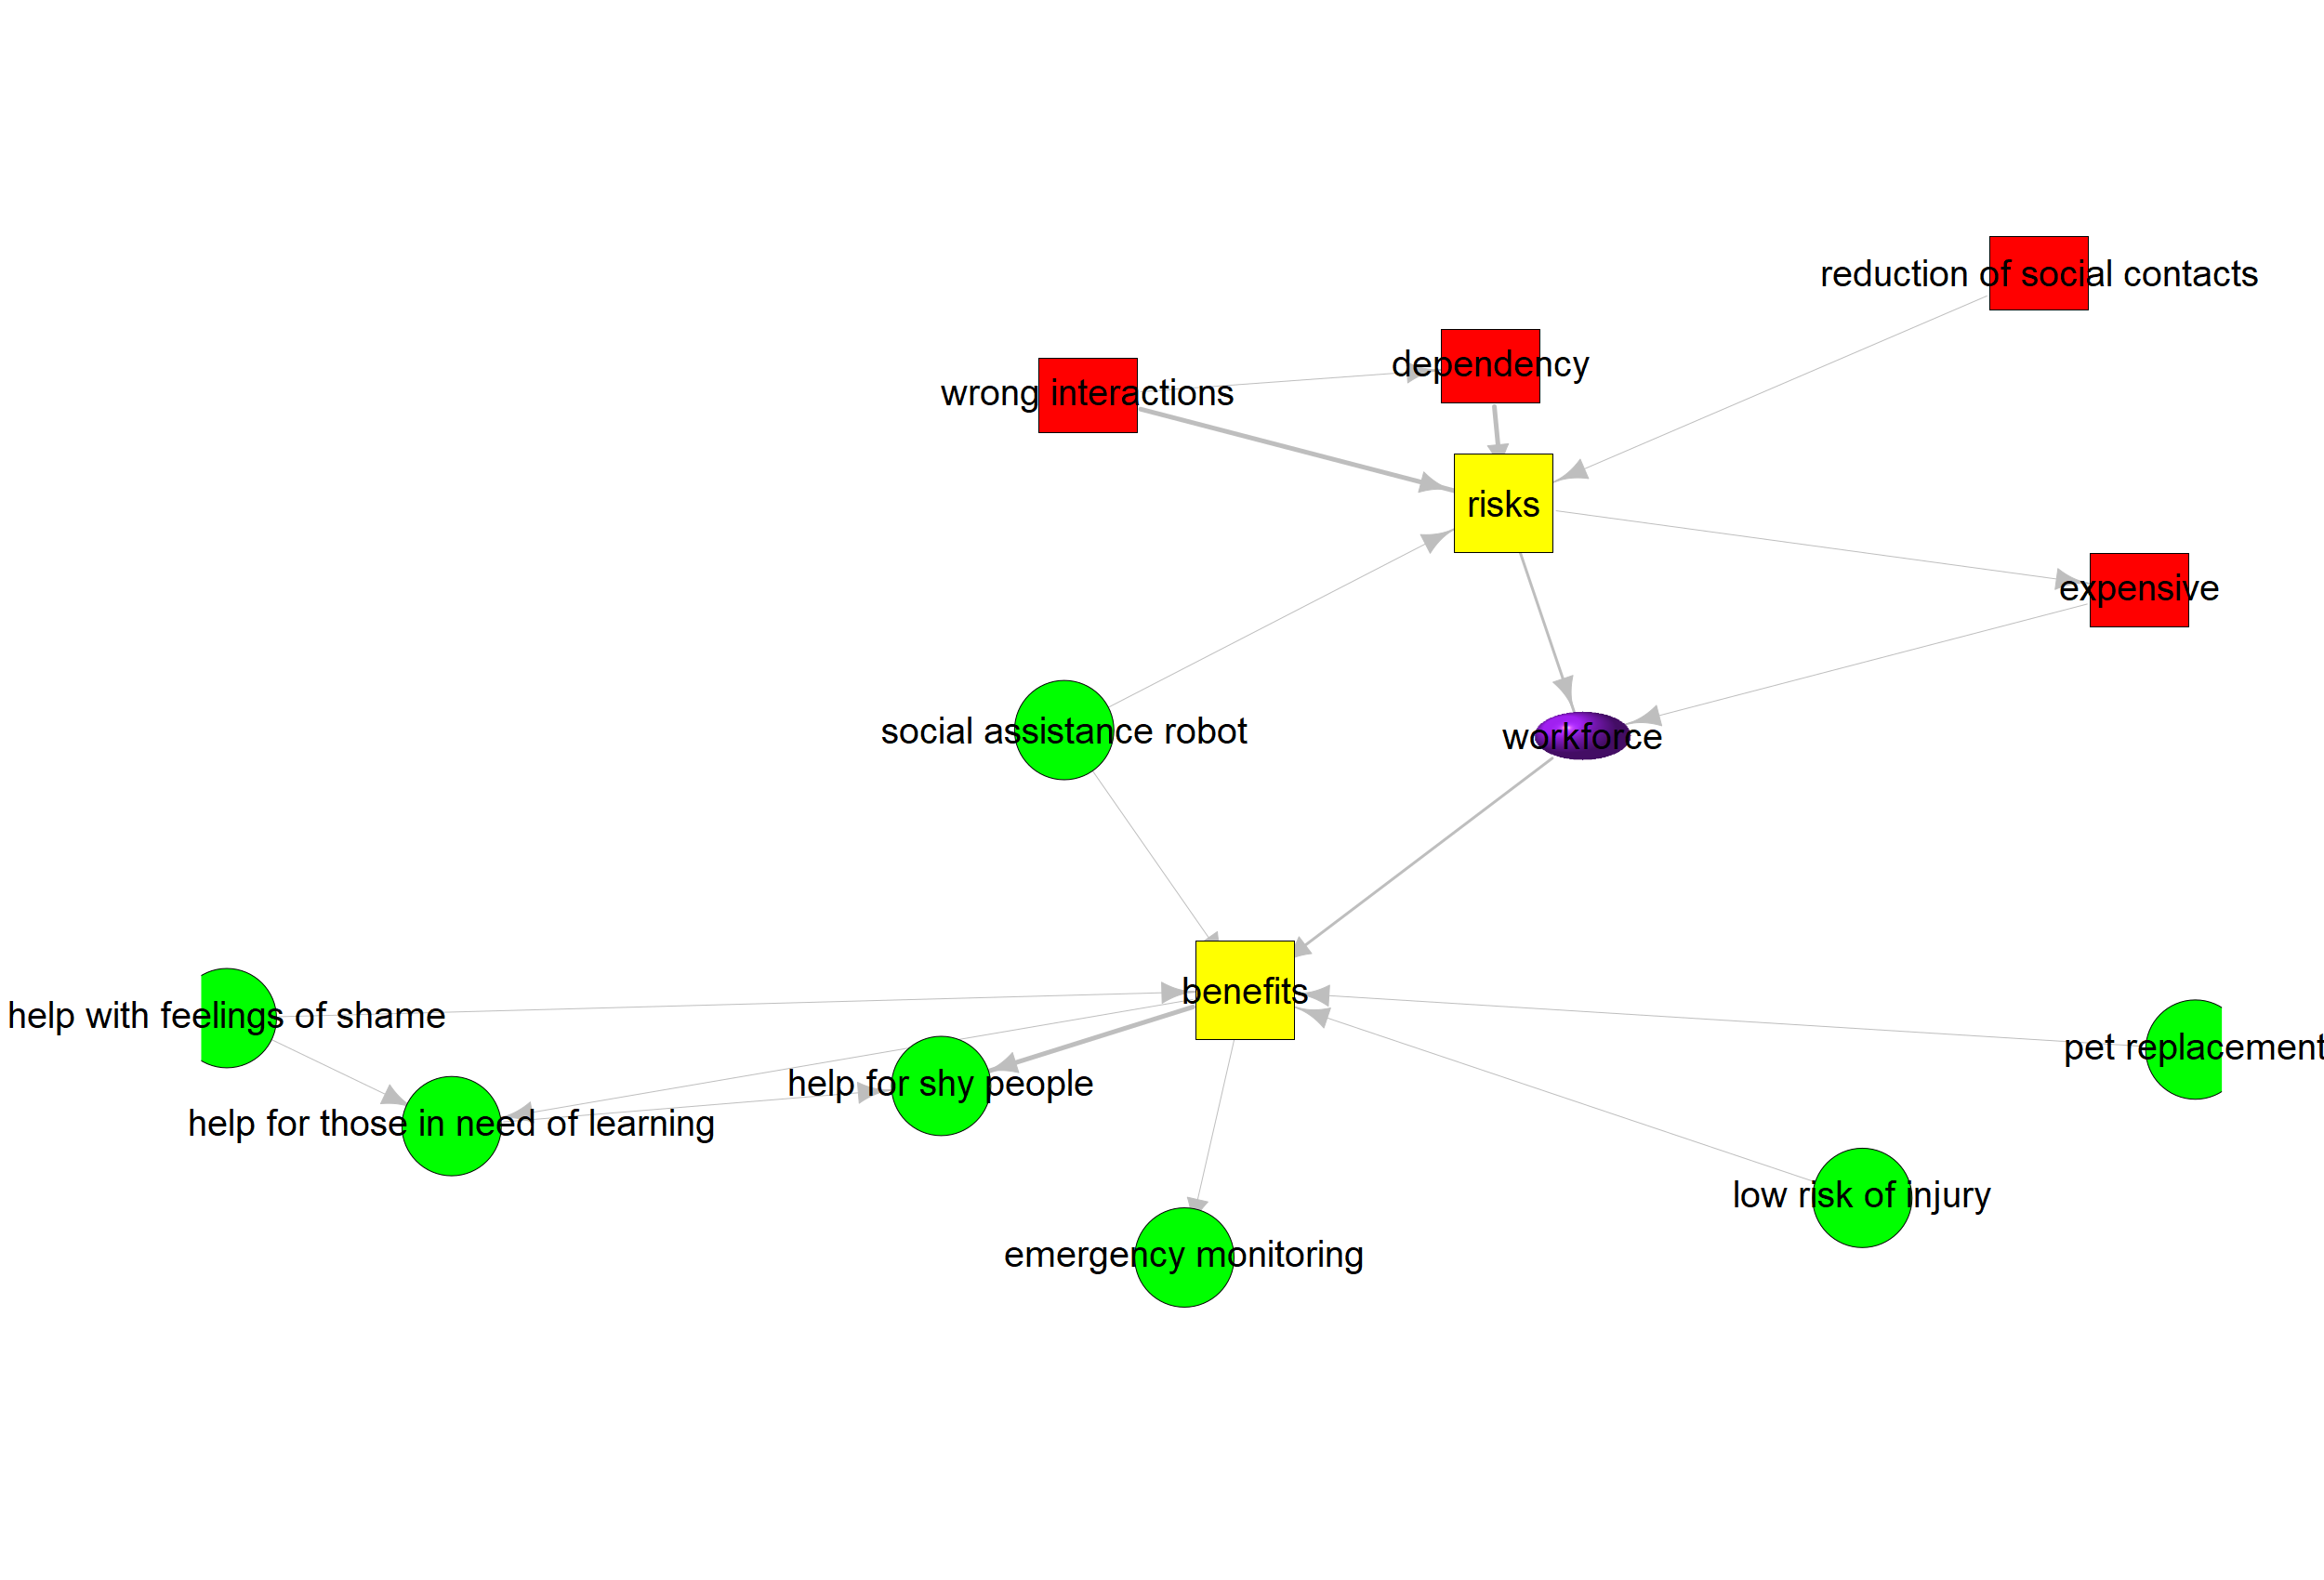 reduction of social contacts
dependency
wrong interactions
risks
expensive
social assistance robot
workforce
benefits
help with feelings of shame
pet replacement
help for shy people
help for those in need of learning
low risk of injury
emergency monitoring